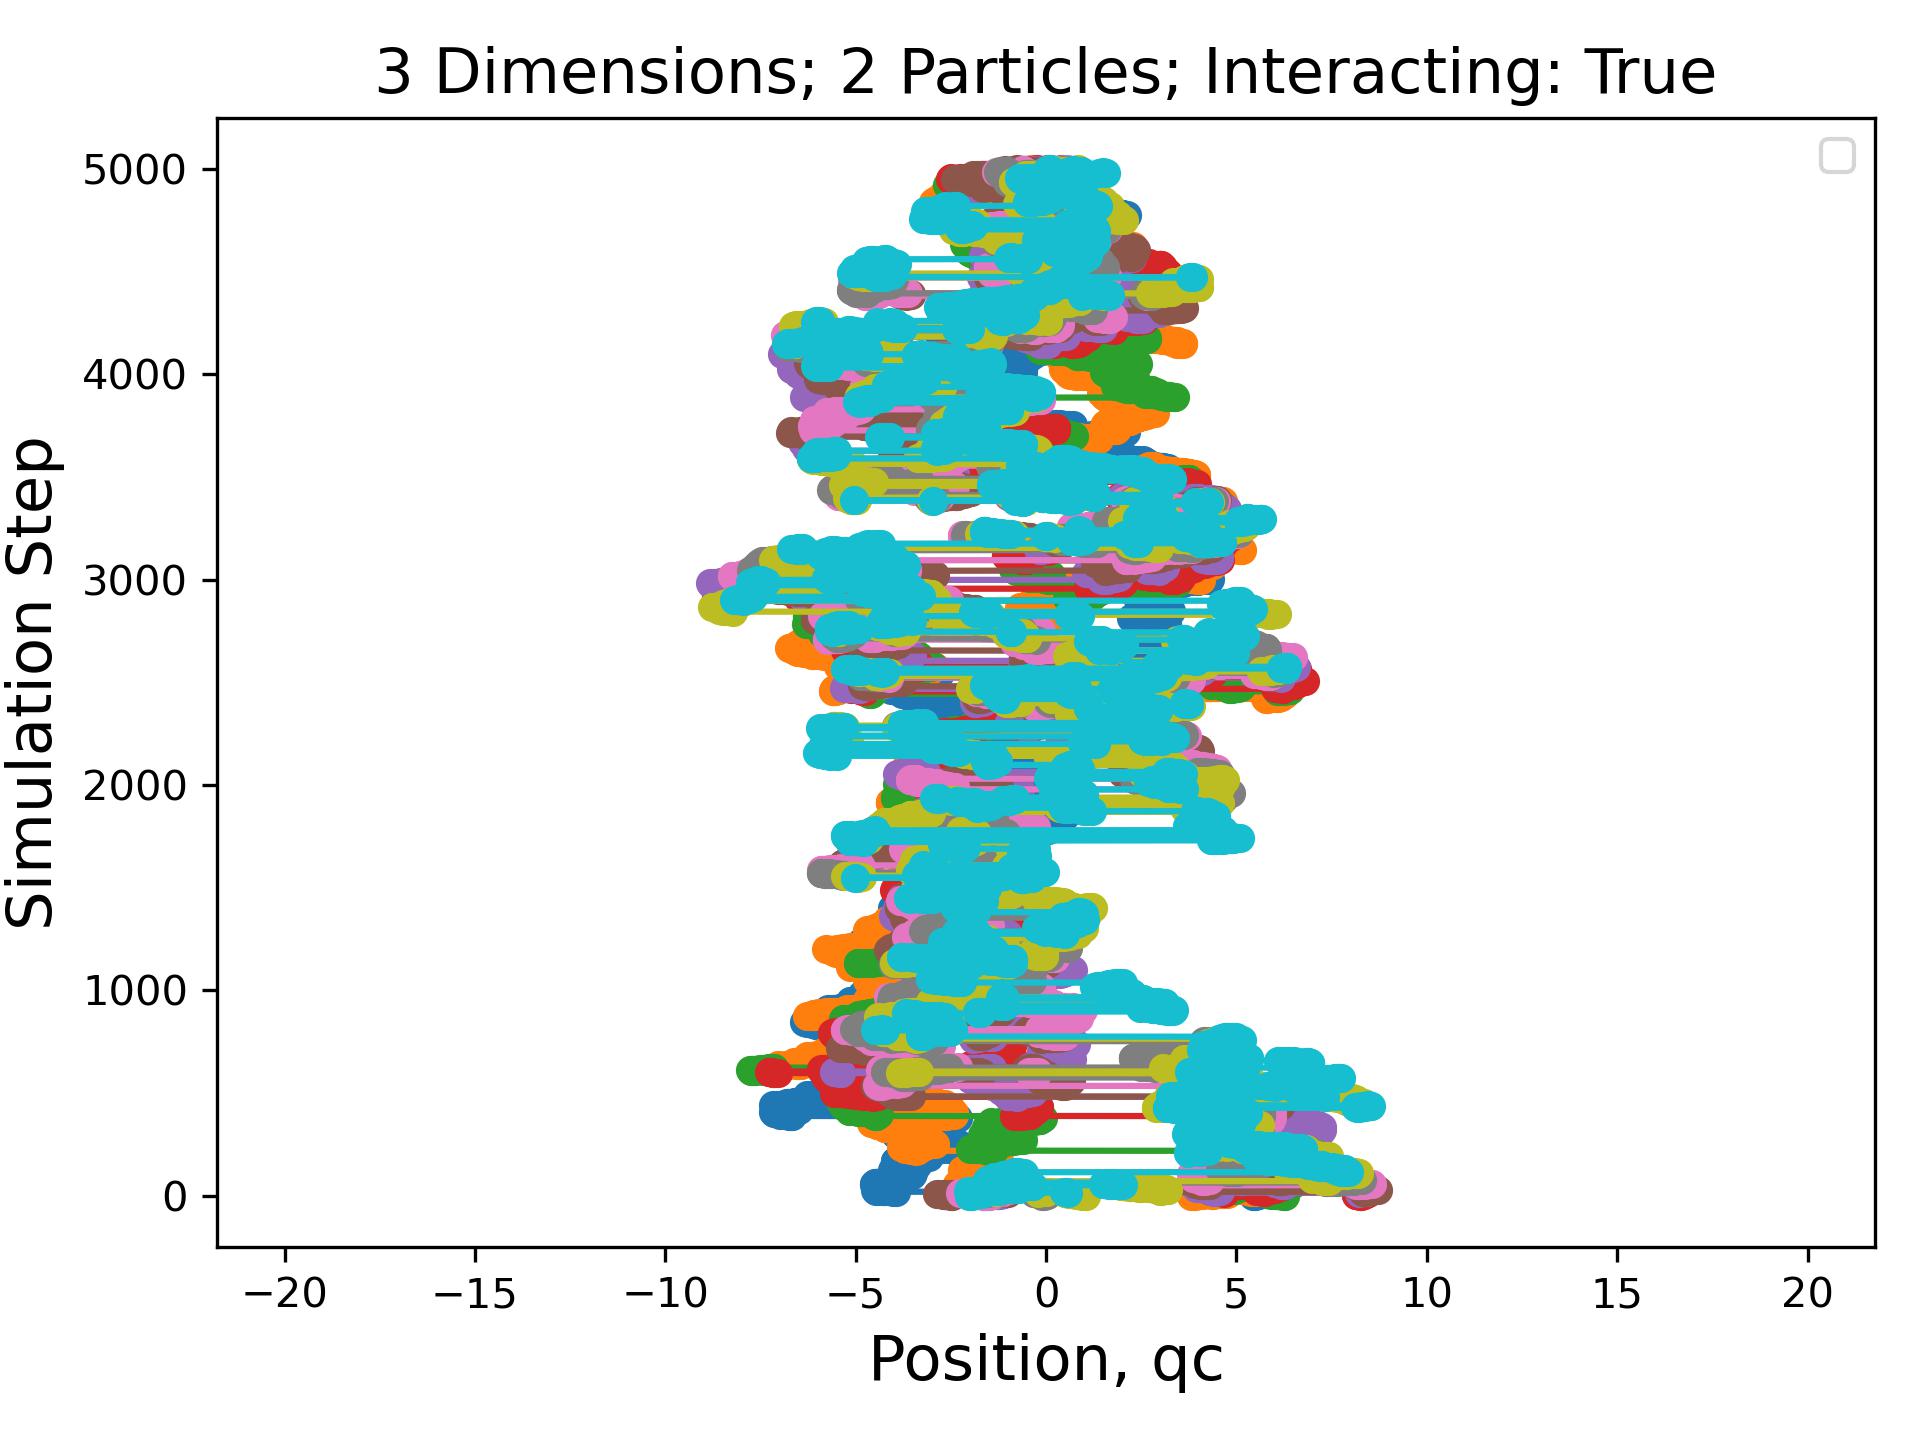 3 Dimensions; 2 Particles; Interacting: True
5000
4000
3000
2000
1000
0
Simulation Step
−20 −15 −10 −5 0 5 10 15 20
Position, qc